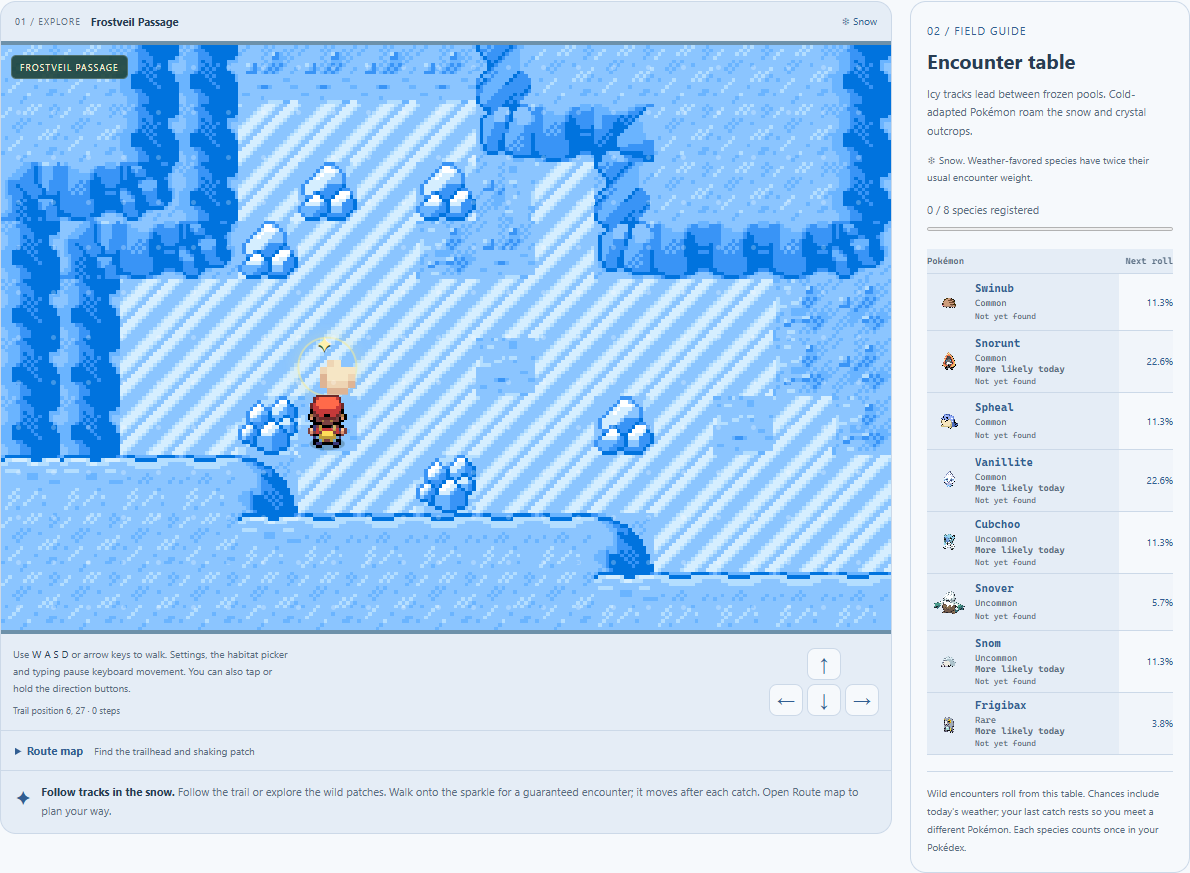 01 / EXPLORE Frostveil Passage
❄ Snow
FROSTVEIL PASSAGE
Use W A S D or arrow keys to walk. Settings, the habitat picker
and typing pause keyboard movement. You can also tap or
hold the direction buttons.
Trail position 6, 27 · 0 steps
↑
← ↓ →
▶ Route map Find the trailhead and shaking patch
✦ Follow tracks in the snow. Follow the trail or explore the wild patches. Walk onto the sparkle for a guaranteed encounter; it moves after each catch. Open Route map to
plan your way.
02 / FIELD GUIDE
Encounter table
Icy tracks lead between frozen pools. Cold-
adapted Pokémon roam the snow and crystal
outcrops.
❄ Snow. Weather-favored species have twice their
usual encounter weight.
0 / 8 species registered
Pokémon Next roll
Swinub
Common
Not yet found
11.3%
Snorunt
Common
More likely today
Not yet found
22.6%
Spheal
Common
Not yet found
11.3%
Vanillite
Common
More likely today
Not yet found
22.6%
Cubchoo
Uncommon
More likely today
Not yet found
11.3%
Snover
Uncommon
Not yet found
5.7%
Snom
Uncommon
More likely today
Not yet found
11.3%
Frigibax
Rare
More likely today
Not yet found
3.8%
Wild encounters roll from this table. Chances include
today's weather; your last catch rests so you meet a
different Pokémon. Each species counts once in your
Pokédex.